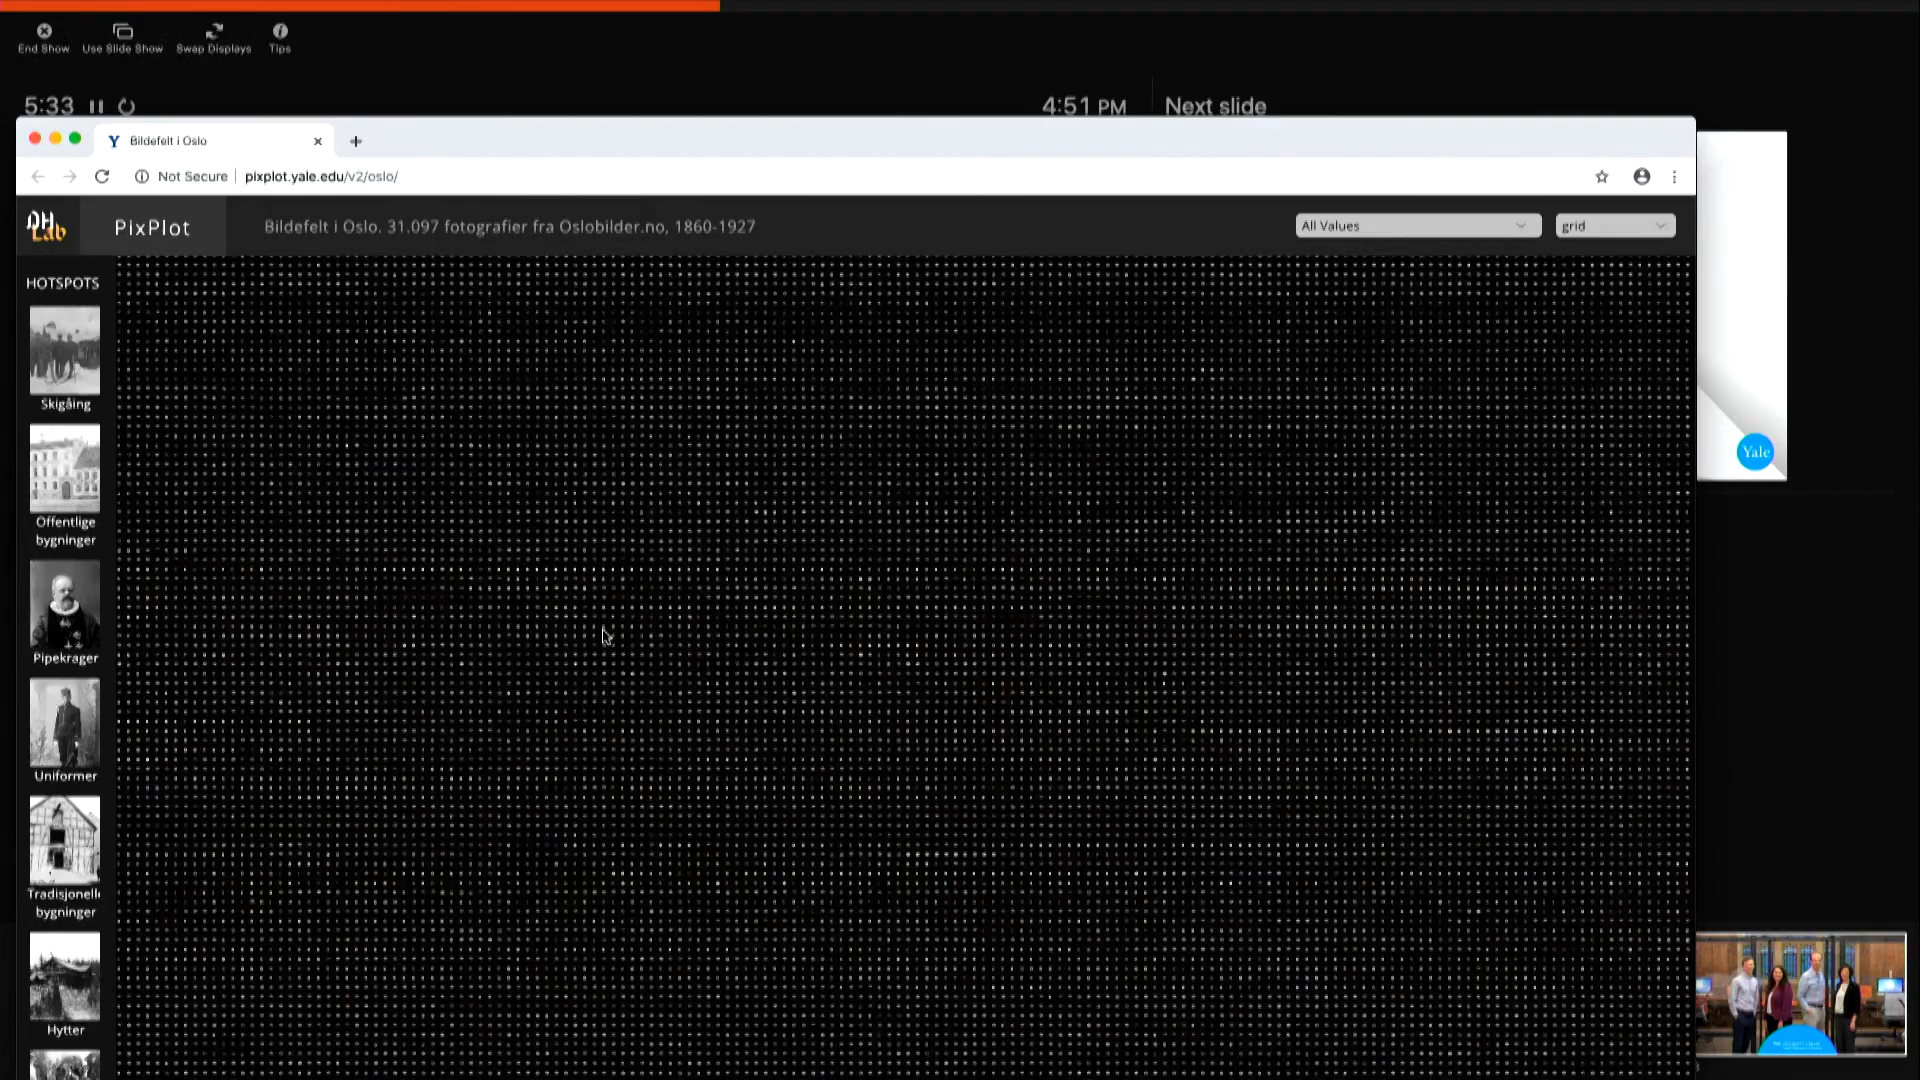 End Show
Use Slide Show
Swap Displays
Tips
5:33
4:51 PM
Next slide
Bildefelt i Oslo
Not Secure
pixplot.yale.edu/v2/oslo/
DH Lab
PixPlot
Bildefelt i Oslo. 31.097 fotografier fra Oslobilder.no, 1860-1927
All Values
grid
HOTSPOTS
Skigåing
Offentlige
bygninger
Pipekrager
Uniformer
Tradisjonelle
bygninger
Hytter
Yale